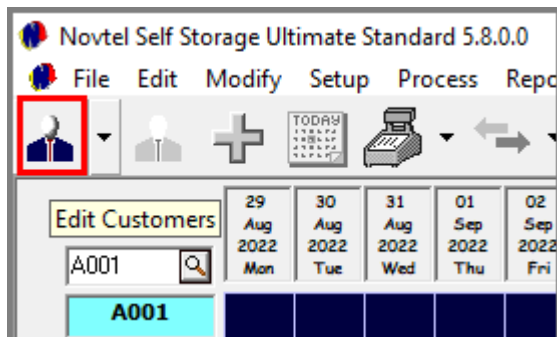 Novtel Self Storage Ultimate Standard 5.8.0.0
File Edit Modify Setup Process Repo
TODAY
Edit Customers
29 Aug 2022 Mon
30 Aug 2022 Tue
31 Aug 2022 Wed
01 Sep 2022 Thu
02 Sep 2022 Fri
A001
A001